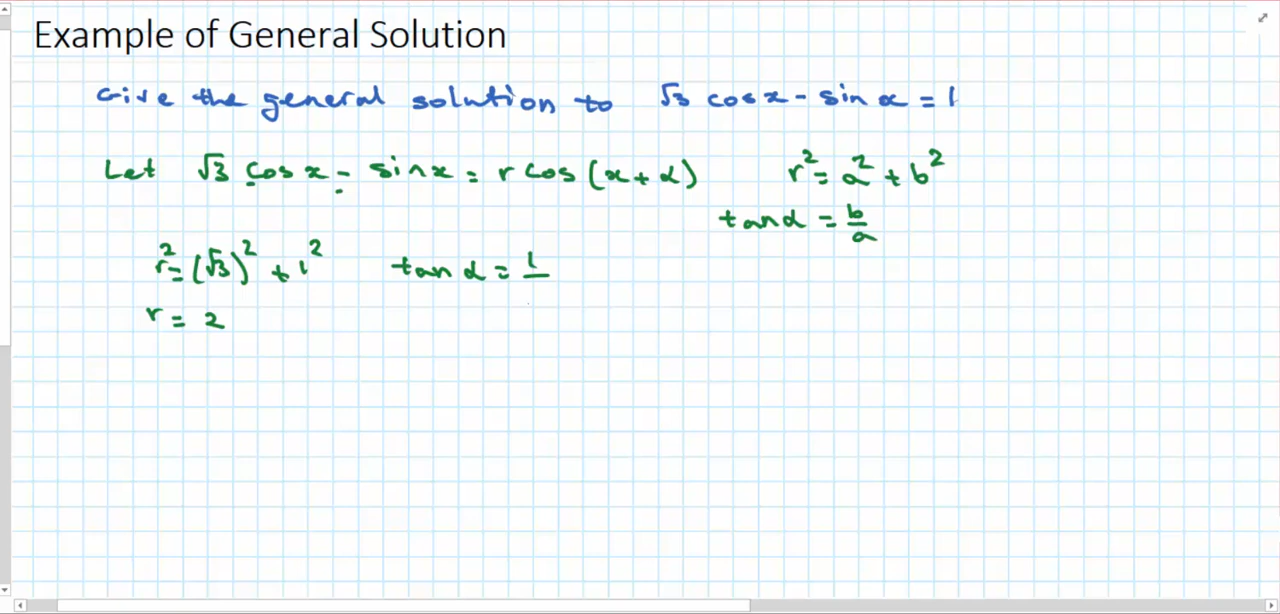 Example of General Solution
Give the general solution to √3 cos x - sin x = 1
Let √3 cos x - sin x = r cos (x + α) r² = a² + b²
tan α = b/a
r² = (√3)² + 1² tan α = 1/
r = 2